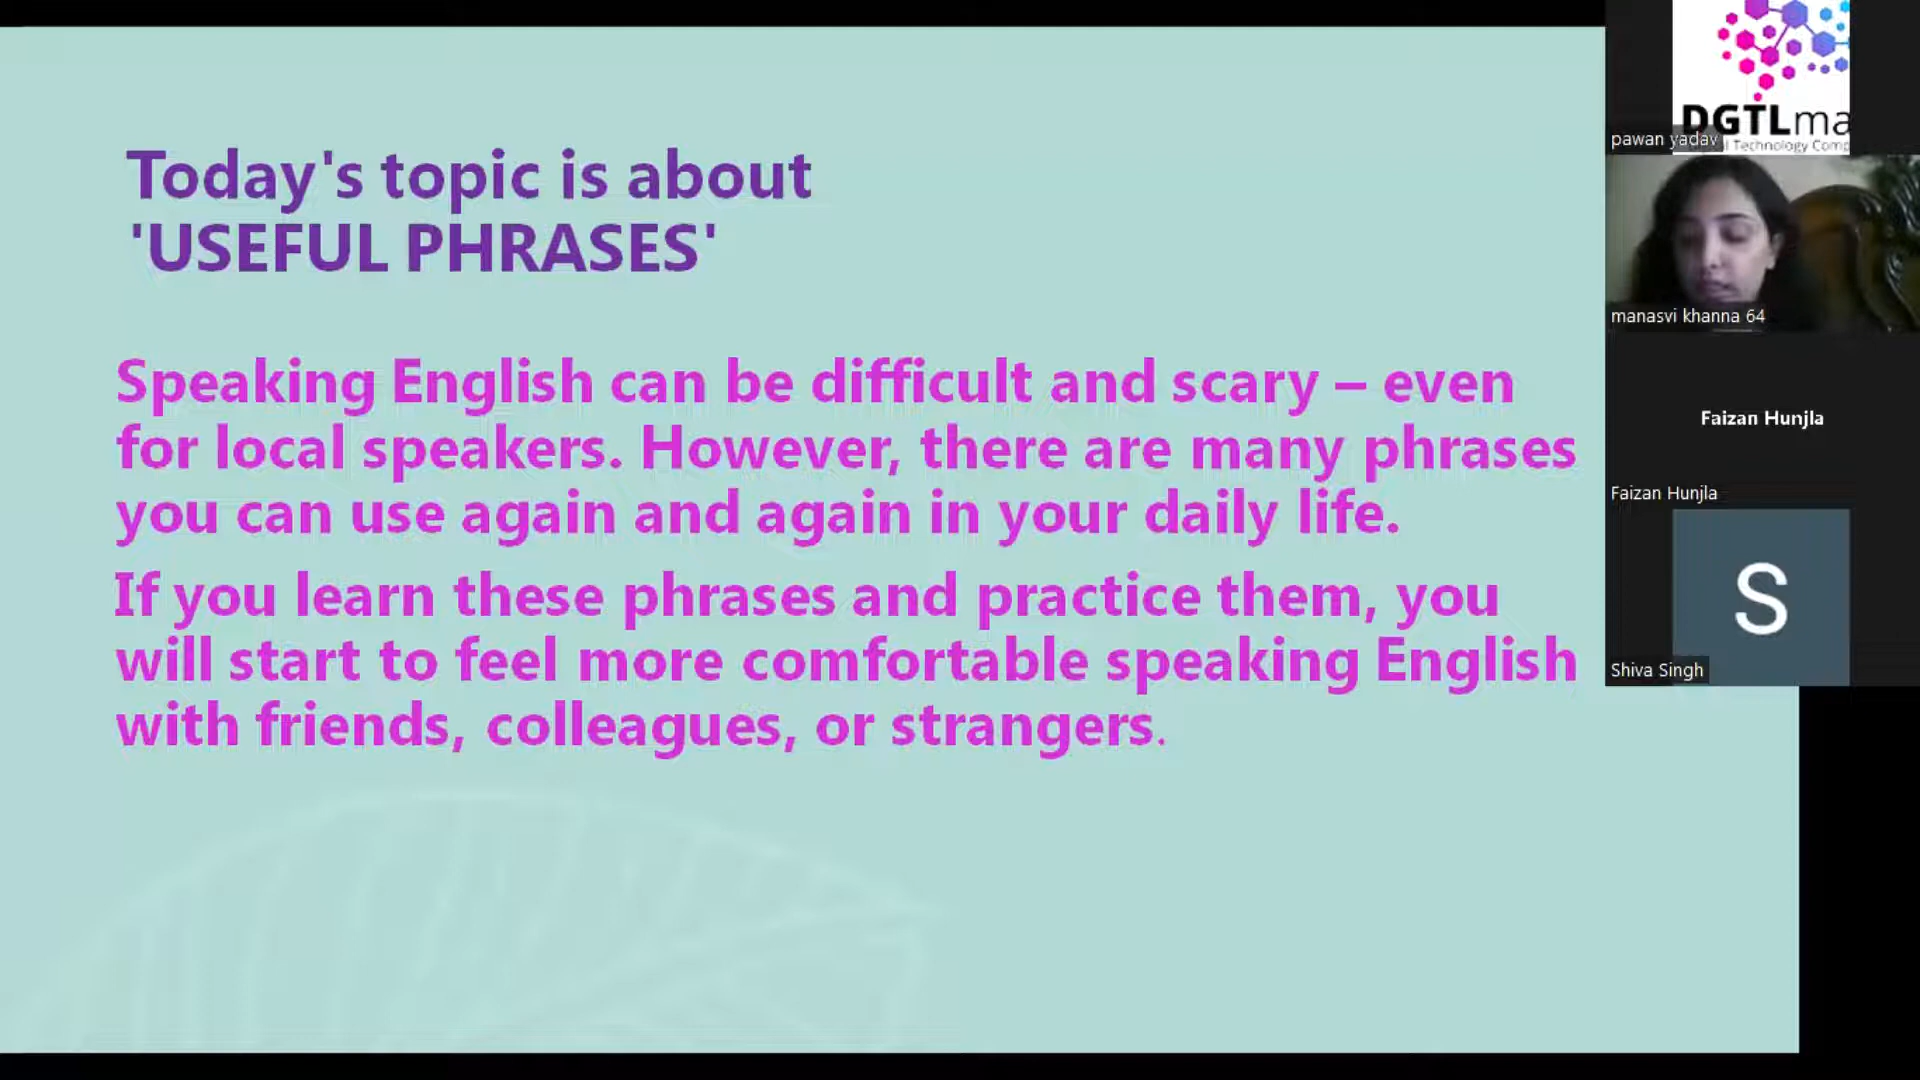 Today's topic is about
'USEFUL PHRASES'
Speaking English can be difficult and scary – even
for local speakers. However, there are many phrases
you can use again and again in your daily life.
If you learn these phrases and practice them, you
will start to feel more comfortable speaking English
with friends, colleagues, or strangers.
DGTLma
Technology Comp
pawan yadav
manasvi khanna 64
Faizan Hunjla
Faizan Hunjla
S
Shiva Singh